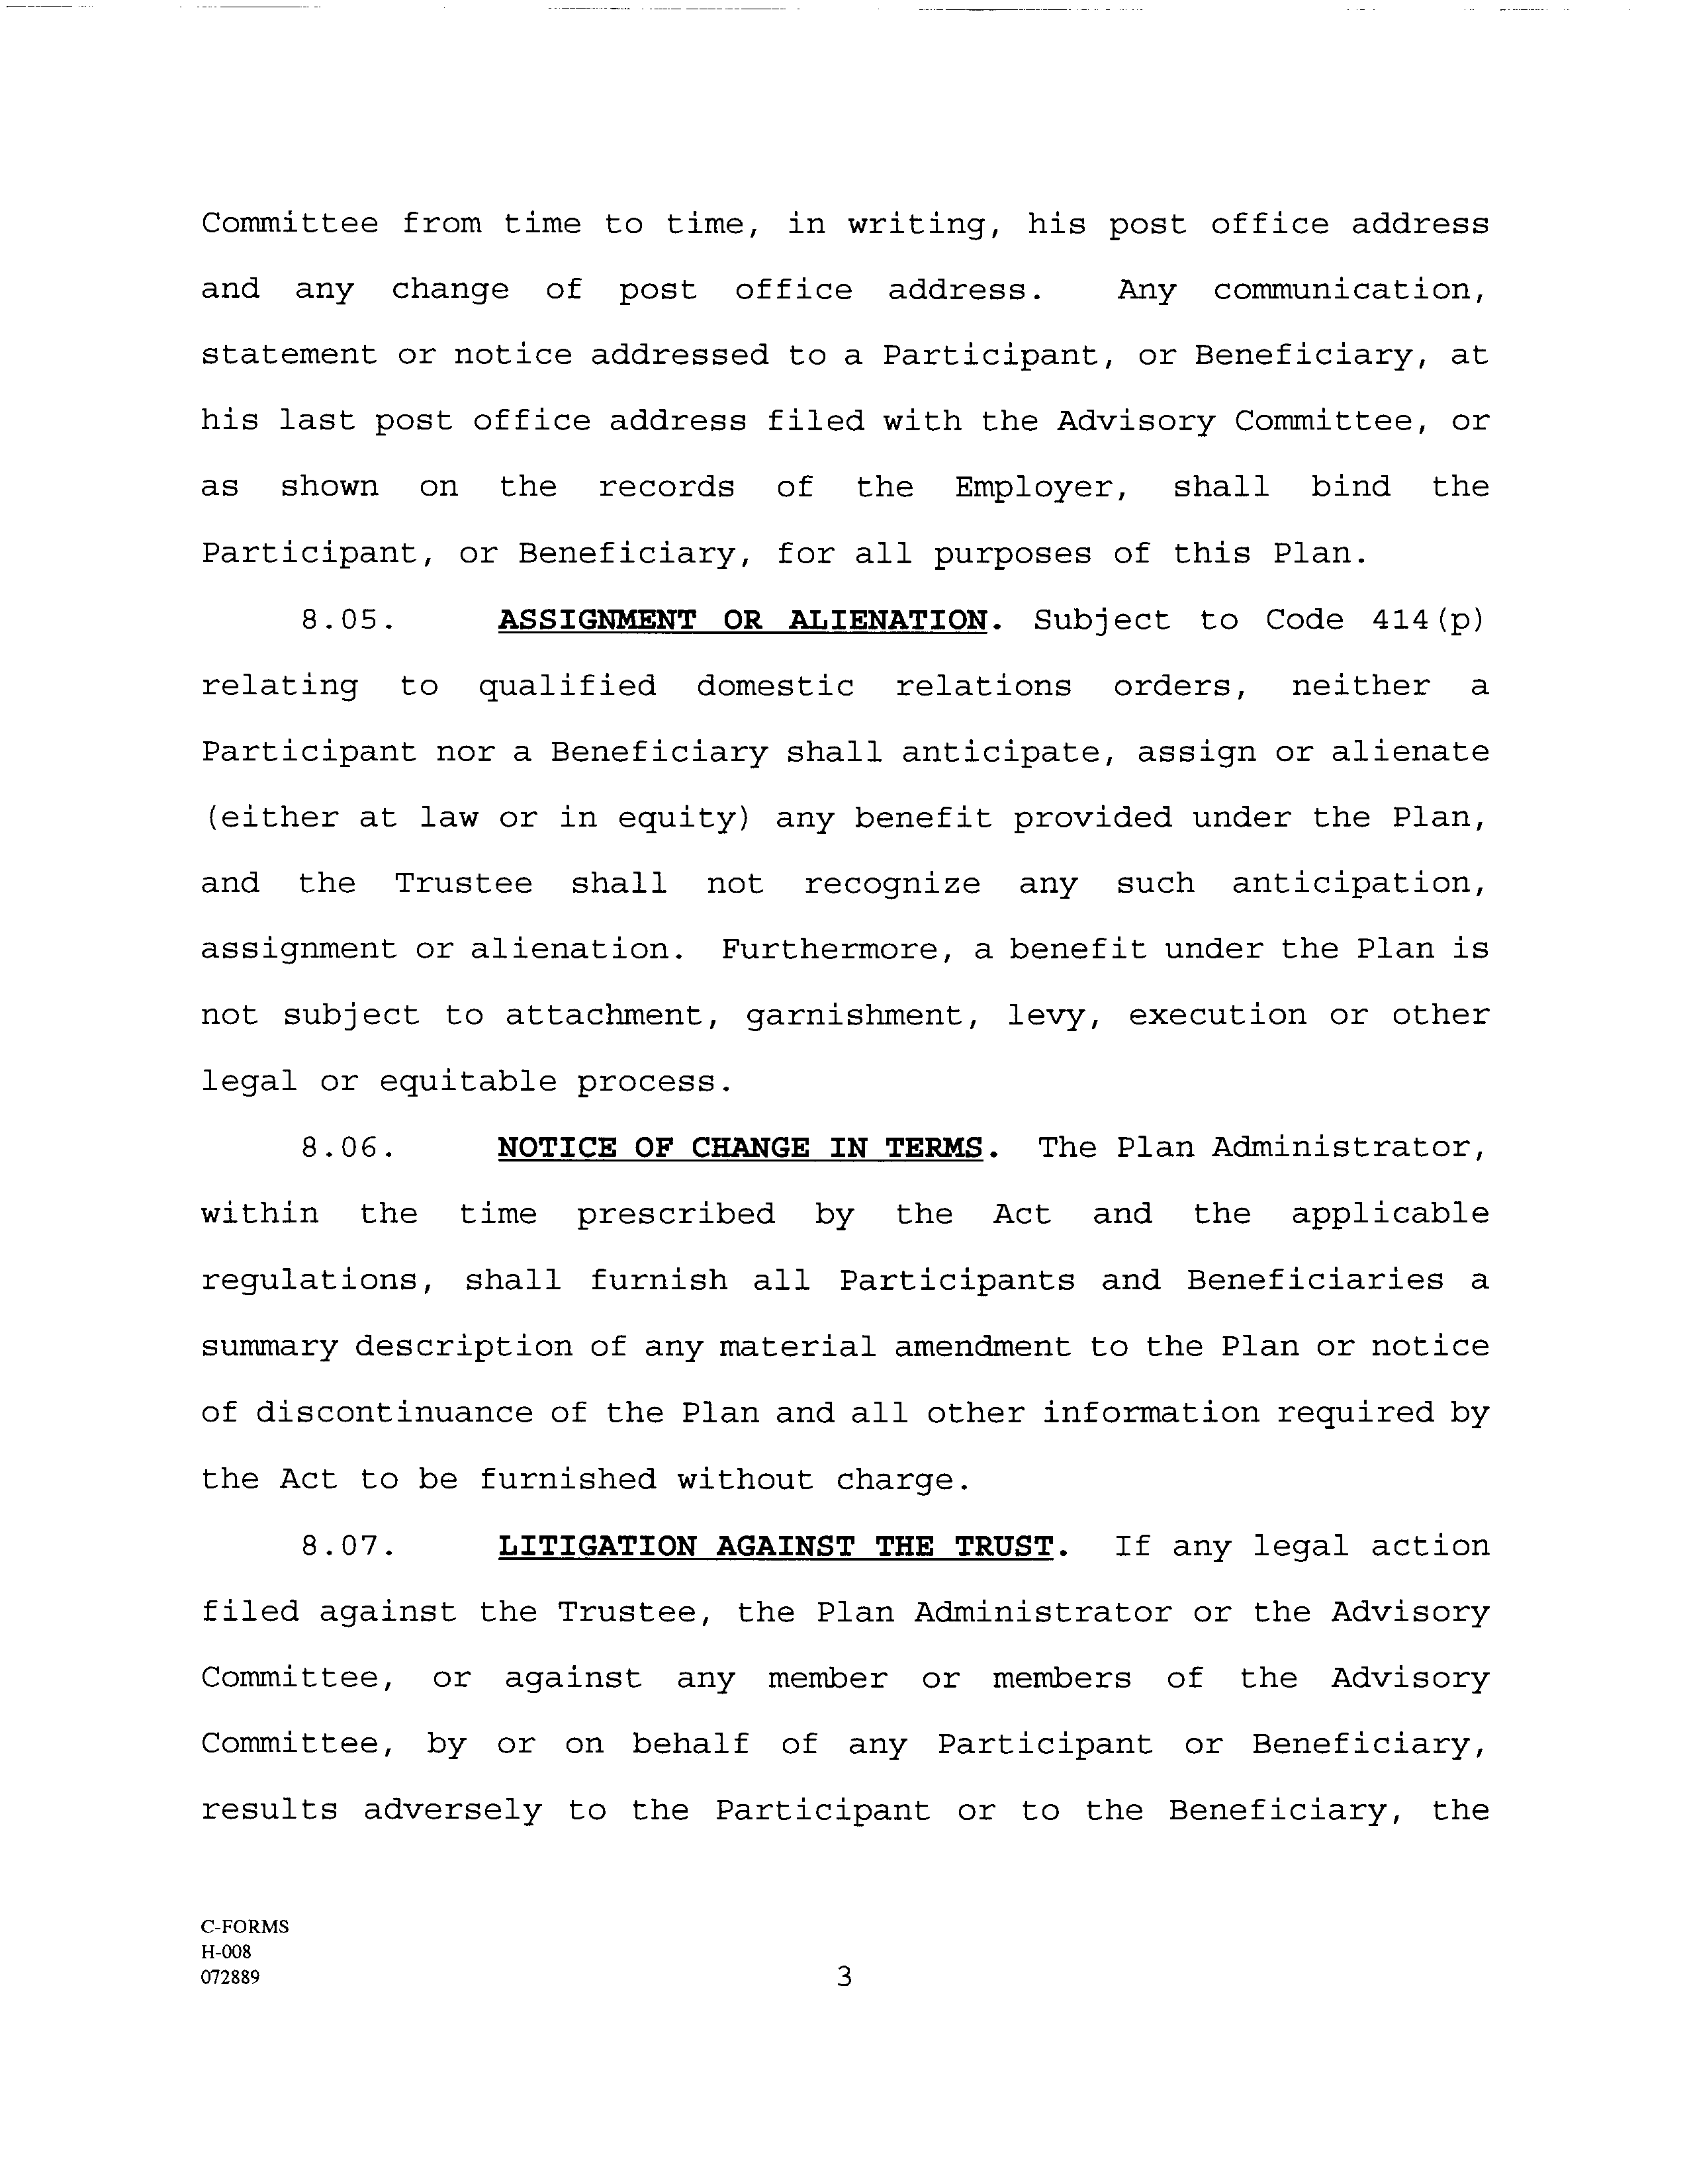 Committee from time to time, in writing, his post office address
and any change of post office address. Any communication,
statement or notice addressed to a Participant, or Beneficiary, at
his last post office address filed with the Advisory Committee, or
as shown on the records of the Employer, shall bind the
Participant, or Beneficiary, for all purposes of this Plan.
8.05. ASSIGNMENT OR ALIENATION. Subject to Code 414(p)
relating to qualified domestic relations orders, neither a
Participant nor a Beneficiary shall anticipate, assign or alienate
(either at law or in equity) any benefit provided under the Plan,
and the Trustee shall not recognize any such anticipation,
assignment or alienation. Furthermore, a benefit under the Plan is
not subject to attachment, garnishment, levy, execution or other
legal or equitable process.
8.06. NOTICE OF CHANGE IN TERMS. The Plan Administrator,
within the time prescribed by the Act and the applicable
regulations, shall furnish all Participants and Beneficiaries a
summary description of any material amendment to the Plan or notice
of discontinuance of the Plan and all other information required by
the Act to be furnished without charge.
8.07. LITIGATION AGAINST THE TRUST. If any legal action
filed against the Trustee, the Plan Administrator or the Advisory
Committee, or against any member or members of the Advisory
Committee, by or on behalf of any Participant or Beneficiary,
results adversely to the Participant or to the Beneficiary, the
C-FORMS
H-008
072889
3